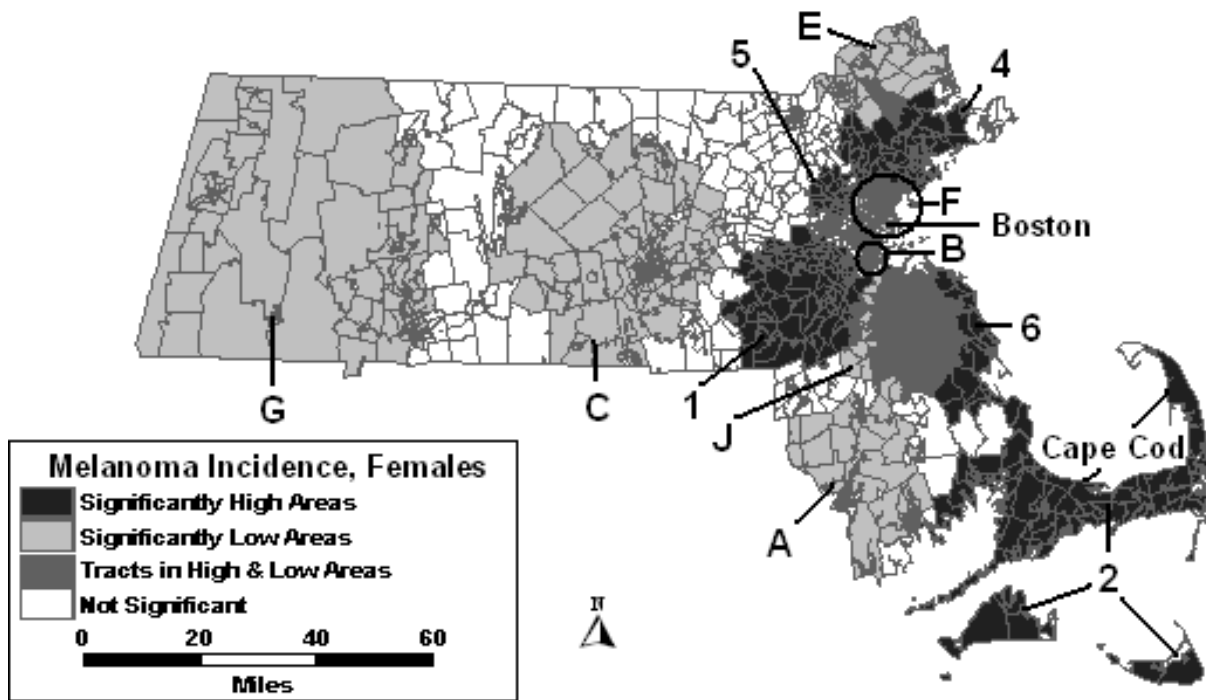 E
5
4
F
Boston
B
6
G
C
1
J
Cape Cod
A
2
Melanoma Incidence, Females
Significantly High Areas
Significantly Low Areas
Tracts in High & Low Areas
Not Significant
0 20 40 60
Miles
N